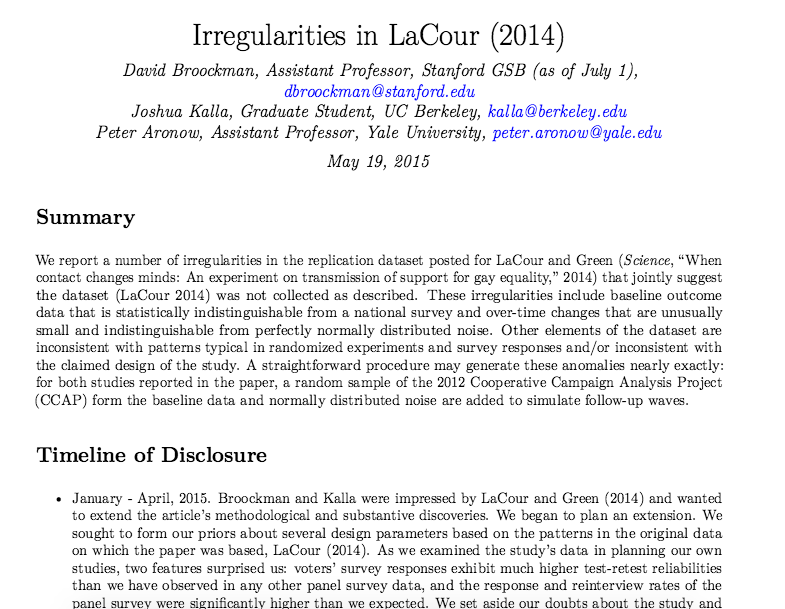 Irregularities in LaCour (2014)
David Broockman, Assistant Professor, Stanford GSB (as of July 1),
dbroockman@stanford.edu
Joshua Kalla, Graduate Student, UC Berkeley, kalla@berkeley.edu
Peter Aronow, Assistant Professor, Yale University, peter.aronow@yale.edu
May 19, 2015
Summary
We report a number of irregularities in the replication dataset posted for LaCour and Green (Science, “When
contact changes minds: An experiment on transmission of support for gay equality,” 2014) that jointly suggest
the dataset (LaCour 2014) was not collected as described. These irregularities include baseline outcome
data that is statistically indistinguishable from a national survey and over-time changes that are unusually
small and indistinguishable from perfectly normally distributed noise. Other elements of the dataset are
inconsistent with patterns typical in randomized experiments and survey responses and/or inconsistent with
the claimed design of the study. A straightforward procedure may generate these anomalies nearly exactly:
for both studies reported in the paper, a random sample of the 2012 Cooperative Campaign Analysis Project
(CCAP) form the baseline data and normally distributed noise are added to simulate follow-up waves.
Timeline of Disclosure
• January - April, 2015. Broockman and Kalla were impressed by LaCour and Green (2014) and wanted
to extend the article’s methodological and substantive discoveries. We began to plan an extension. We
sought to form our priors about several design parameters based on the patterns in the original data
on which the paper was based, LaCour (2014). As we examined the study’s data in planning our own
studies, two features surprised us: voters’ survey responses exhibit much higher test-retest reliabilities
than we have observed in any other panel survey data, and the response and reinterview rates of the
panel survey were significantly higher than we expected. We set aside our doubts about the study and